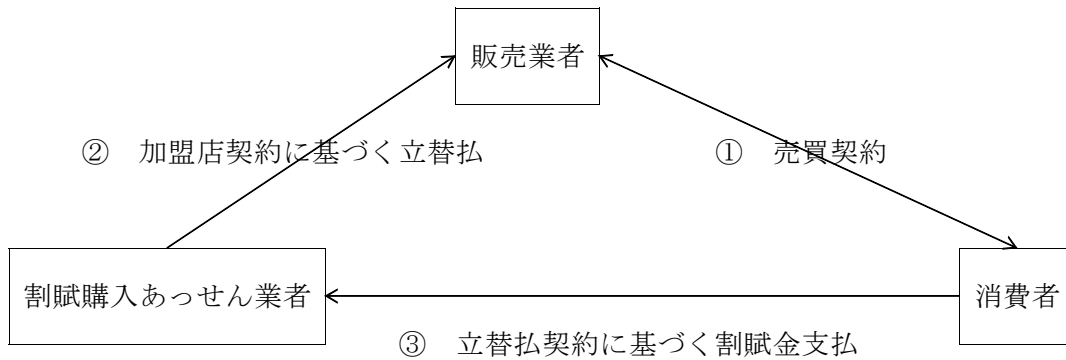 販売業者
② 加盟店契約に基づく立替払
① 売買契約
割賦購入あっせん業者
消費者
③ 立替払契約に基づく割賦金支払